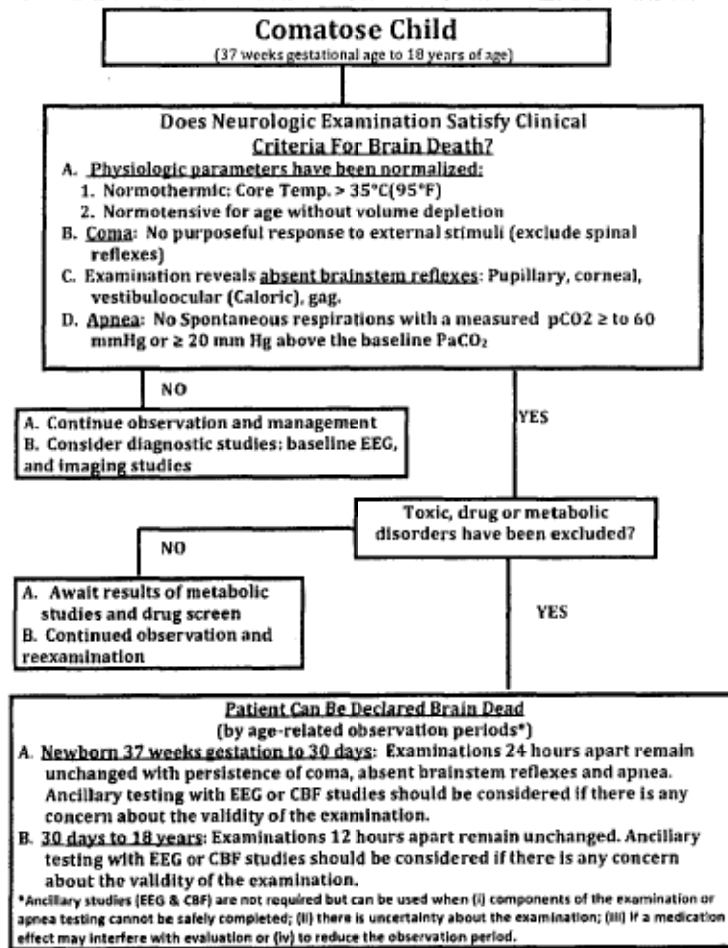 Comatose Child
(37 weeks gestational age to 18 years of age)
Does Neurologic Examination Satisfy Clinical
Criteria For Brain Death?
A. Physiologic parameters have been normalized:
1. Normothermic: Core Temp. > 35°C(95°F)
2. Normotensive for age without volume depletion
B. Coma: No purposeful response to external stimuli (exclude spinal
reflexes)
C. Examination reveals absent brainstem reflexes: Pupillary, corneal,
vestibuloocular (Caloric), gag.
D. Apnea: No Spontaneous respirations with a measured pCO2 ≥ to 60
mmHg or ≥ 20 mm Hg above the baseline PaCO₂
NO
YES
A. Continue observation and management
B. Consider diagnostic studies: baseline EEG,
and imaging studies
Toxic, drug or metabolic
disorders have been excluded?
NO
YES
A. Await results of metabolic
studies and drug screen
B. Continued observation and
reexamination
Patient Can Be Declared Brain Dead
(by age-related observation periods*)
A. Newborn 37 weeks gestation to 30 days: Examinations 24 hours apart remain
unchanged with persistence of coma, absent brainstem reflexes and apnea.
Ancillary testing with EEG or CBF studies should be considered if there is any
concern about the validity of the examination.
B. 30 days to 18 years: Examinations 12 hours apart remain unchanged. Ancillary
testing with EEG or CBF studies should be considered if there is any concern
about the validity of the examination.
*Ancillary studies (EEG & CBF) are not required but can be used when (i) components of the examination or
apnea testing cannot be safely completed; (ii) there is uncertainty about the examination; (iii) if a medication
effect may interfere with evaluation or (iv) to reduce the observation period.